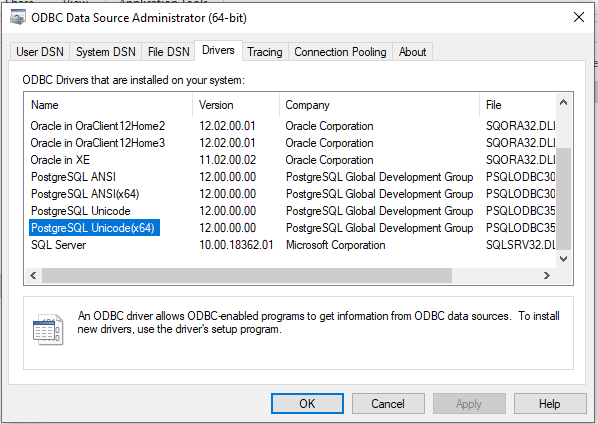 Share View Application Tools
ODBC Data Source Administrator (64-bit)
User DSN System DSN File DSN Drivers Tracing Connection Pooling About
ODBC Drivers that are installed on your system:
Name Version Company File
Oracle in OraClient12Home2 12.02.00.01 Oracle Corporation SQORA32.DLI
Oracle in OraClient12Home3 12.02.00.01 Oracle Corporation SQORA32.DLI
Oracle in XE 11.02.00.02 Oracle Corporation SQORA32.DLI
PostgreSQL ANSI 12.00.00.00 PostgreSQL Global Development Group PSQLODBC30
PostgreSQL ANSI(x64) 12.00.00.00 PostgreSQL Global Development Group PSQLODBC30
PostgreSQL Unicode 12.00.00.00 PostgreSQL Global Development Group PSQLODBC35
PostgreSQL Unicode(x64) 12.00.00.00 PostgreSQL Global Development Group PSQLODBC35
SQL Server 10.00.18362.01 Microsoft Corporation SQLSRV32.D
An ODBC driver allows ODBC-enabled programs to get information from ODBC data sources. To install
new drivers, use the driver's setup program.
OK Cancel Apply Help